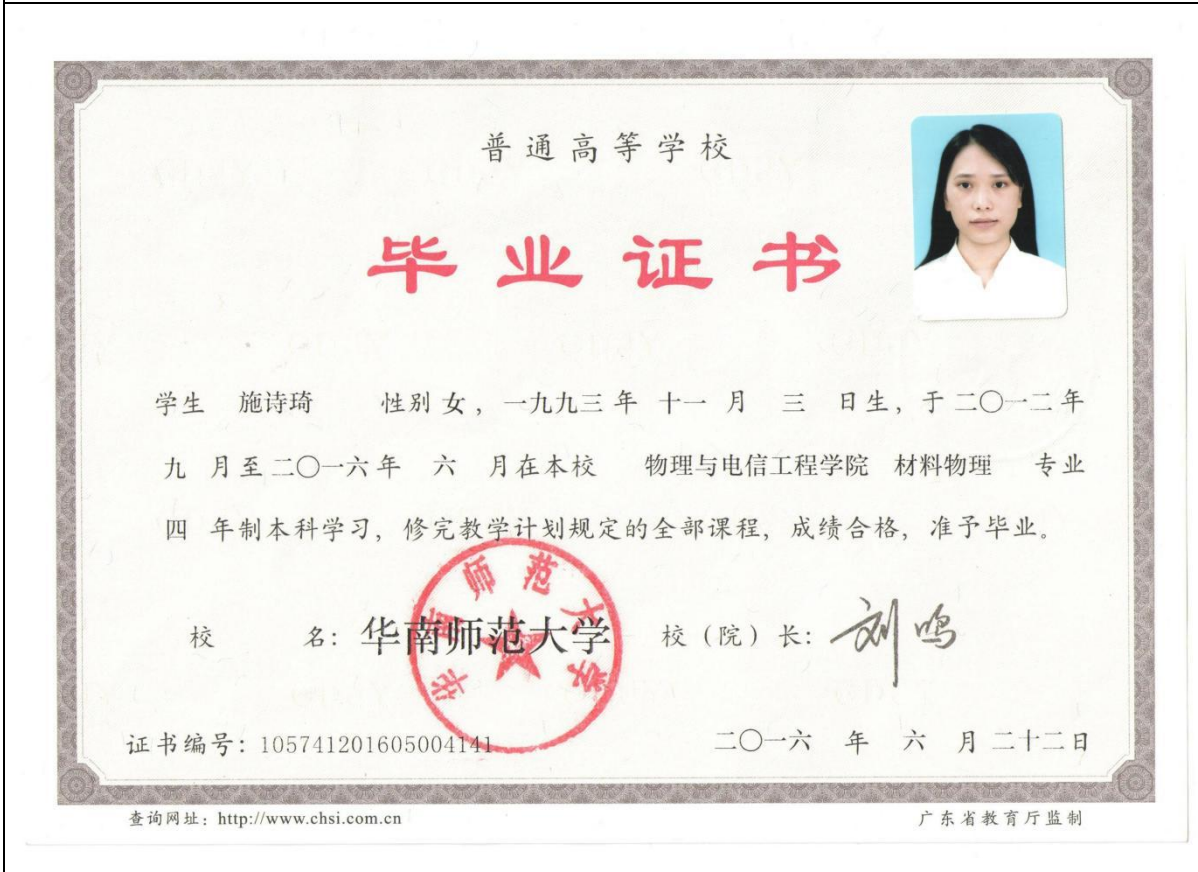 普通高等学校
毕业证书
学生 施诗琦 性别 女，一九九三年 十一 月 三 日生，于二〇一二年
九 月至二〇一六年 六 月在本校 物理与电信工程学院 材料物理 专业
四 年制本科学习，修完教学计划规定的全部课程，成绩合格，准予毕业。
华南师范大学
校 名：华南师范大学 校（院）长：刘鸣
证书编号：105741201605004141 二〇一六 年 六 月 二十二日
查询网址：http://www.chsi.com.cn 广东省教育厅监制